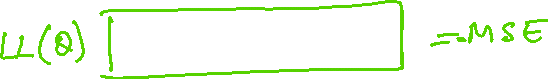 LL(θ) = MSE